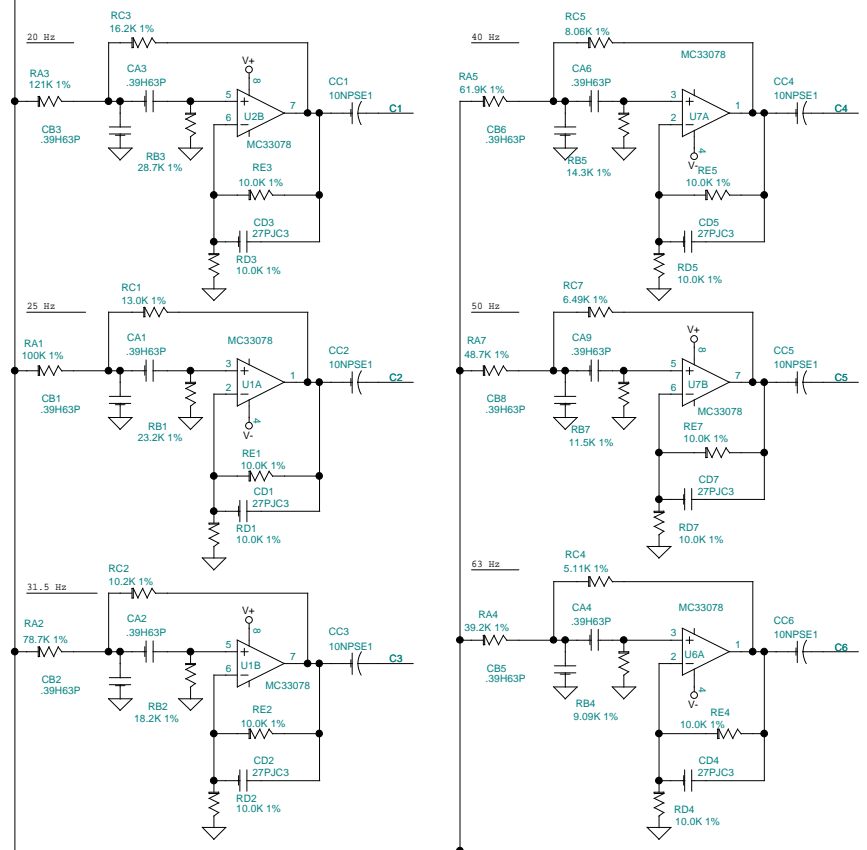 20 Hz
RC3
16.2K 1%
RA3
121K 1%
CA3
.39H63P
V+
8
CC1
10NPSE1
C1
5
+
6
−
7
U2B
MC33078
CB3
.39H63P
RB3
28.7K 1%
RE3
10.0K 1%
CD3
27PJC3
RD3
10.0K 1%
25 Hz
RC1
13.0K 1%
RA1
100K 1%
CA1
.39H63P
MC33078
CC2
10NPSE1
C2
3
+
2
−
1
U1A
4
V-
CB1
.39H63P
RB1
23.2K 1%
RE1
10.0K 1%
CD1
27PJC3
RD1
10.0K 1%
31.5 Hz
RC2
10.2K 1%
RA2
78.7K 1%
CA2
.39H63P
V+
8
CC3
10NPSE1
C3
5
+
6
−
7
U1B
MC33078
CB2
.39H63P
RB2
18.2K 1%
RE2
10.0K 1%
CD2
27PJC3
RD2
10.0K 1%
40 Hz
RC5
8.06K 1%
RA5
61.9K 1%
CA6
.39H63P
MC33078
CC4
10NPSE1
C4
3
+
2
−
1
U7A
4
V-
CB6
.39H63P
RB5
14.3K 1%
RE5
10.0K 1%
CD5
27PJC3
RD5
10.0K 1%
50 Hz
RC7
6.49K 1%
RA7
48.7K 1%
CA9
.39H63P
V+
8
CC5
10NPSE1
C5
5
+
6
−
7
U7B
MC33078
CB8
.39H63P
RB7
11.5K 1%
RE7
10.0K 1%
CD7
27PJC3
RD7
10.0K 1%
63 Hz
RC4
5.11K 1%
RA4
39.2K 1%
CA4
.39H63P
MC33078
CC6
10NPSE1
C6
3
+
2
−
1
U6A
4
V-
CB5
.39H63P
RB4
9.09K 1%
RE4
10.0K 1%
CD4
27PJC3
RD4
10.0K 1%